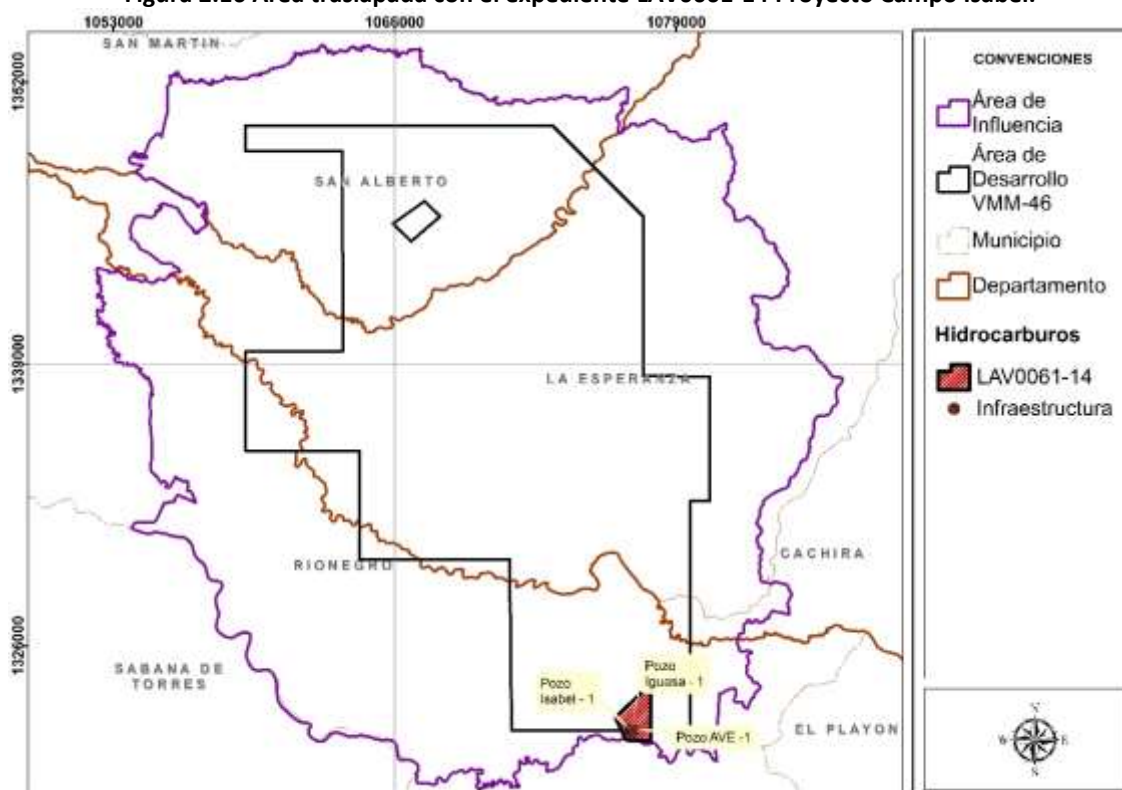 Figura 2.20 Área traslapada con el expediente LAV0061-14 Proyecto Campo Isabel.
1053000
1066000
1079000
1352000
1339000
1326000
SAN MARTIN
SAN ALBERTO
LA ESPERANZA
CACHIRA
RIONEGRO
SABANA DE
TORRES
EL PLAYON
Pozo
Iguasa - 1
Pozo
Isabel - 1
Pozo AVE -1
CONVENCIONES
Área de
Influencia
Área de
Desarrollo
VMM-46
Municipio
Departamento
Hidrocarburos
LAV0061-14
Infraestructura
W
E
S